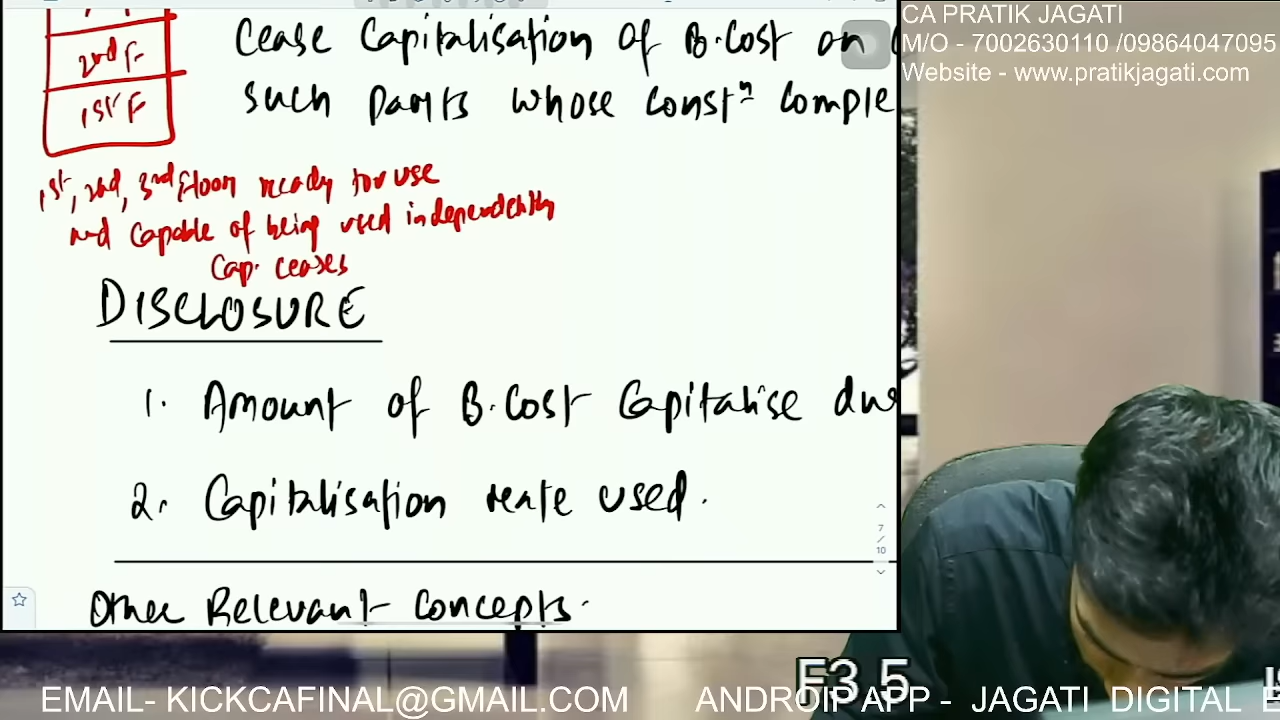 CA PRATIK JAGATI
M/O - 7002630110 /09864047095
Website - www.pratikjagati.com
2nd F
1st F
Cease Capitalisation of B.Cost on
such parts whose constn comple
1st, 2nd, 3rd floor ready for use
and capable of being used independently
Cap. ceases
DISCLOSURE
1. Amount of B.Cost Capitalise du
2. Capitalisation rate used.
7
/
10
Other Relevant Concepts.
F3 5
EMAIL- KICKCAFINAL@GMAIL.COM ANDROIP APP - JAGATI DIGITAL E